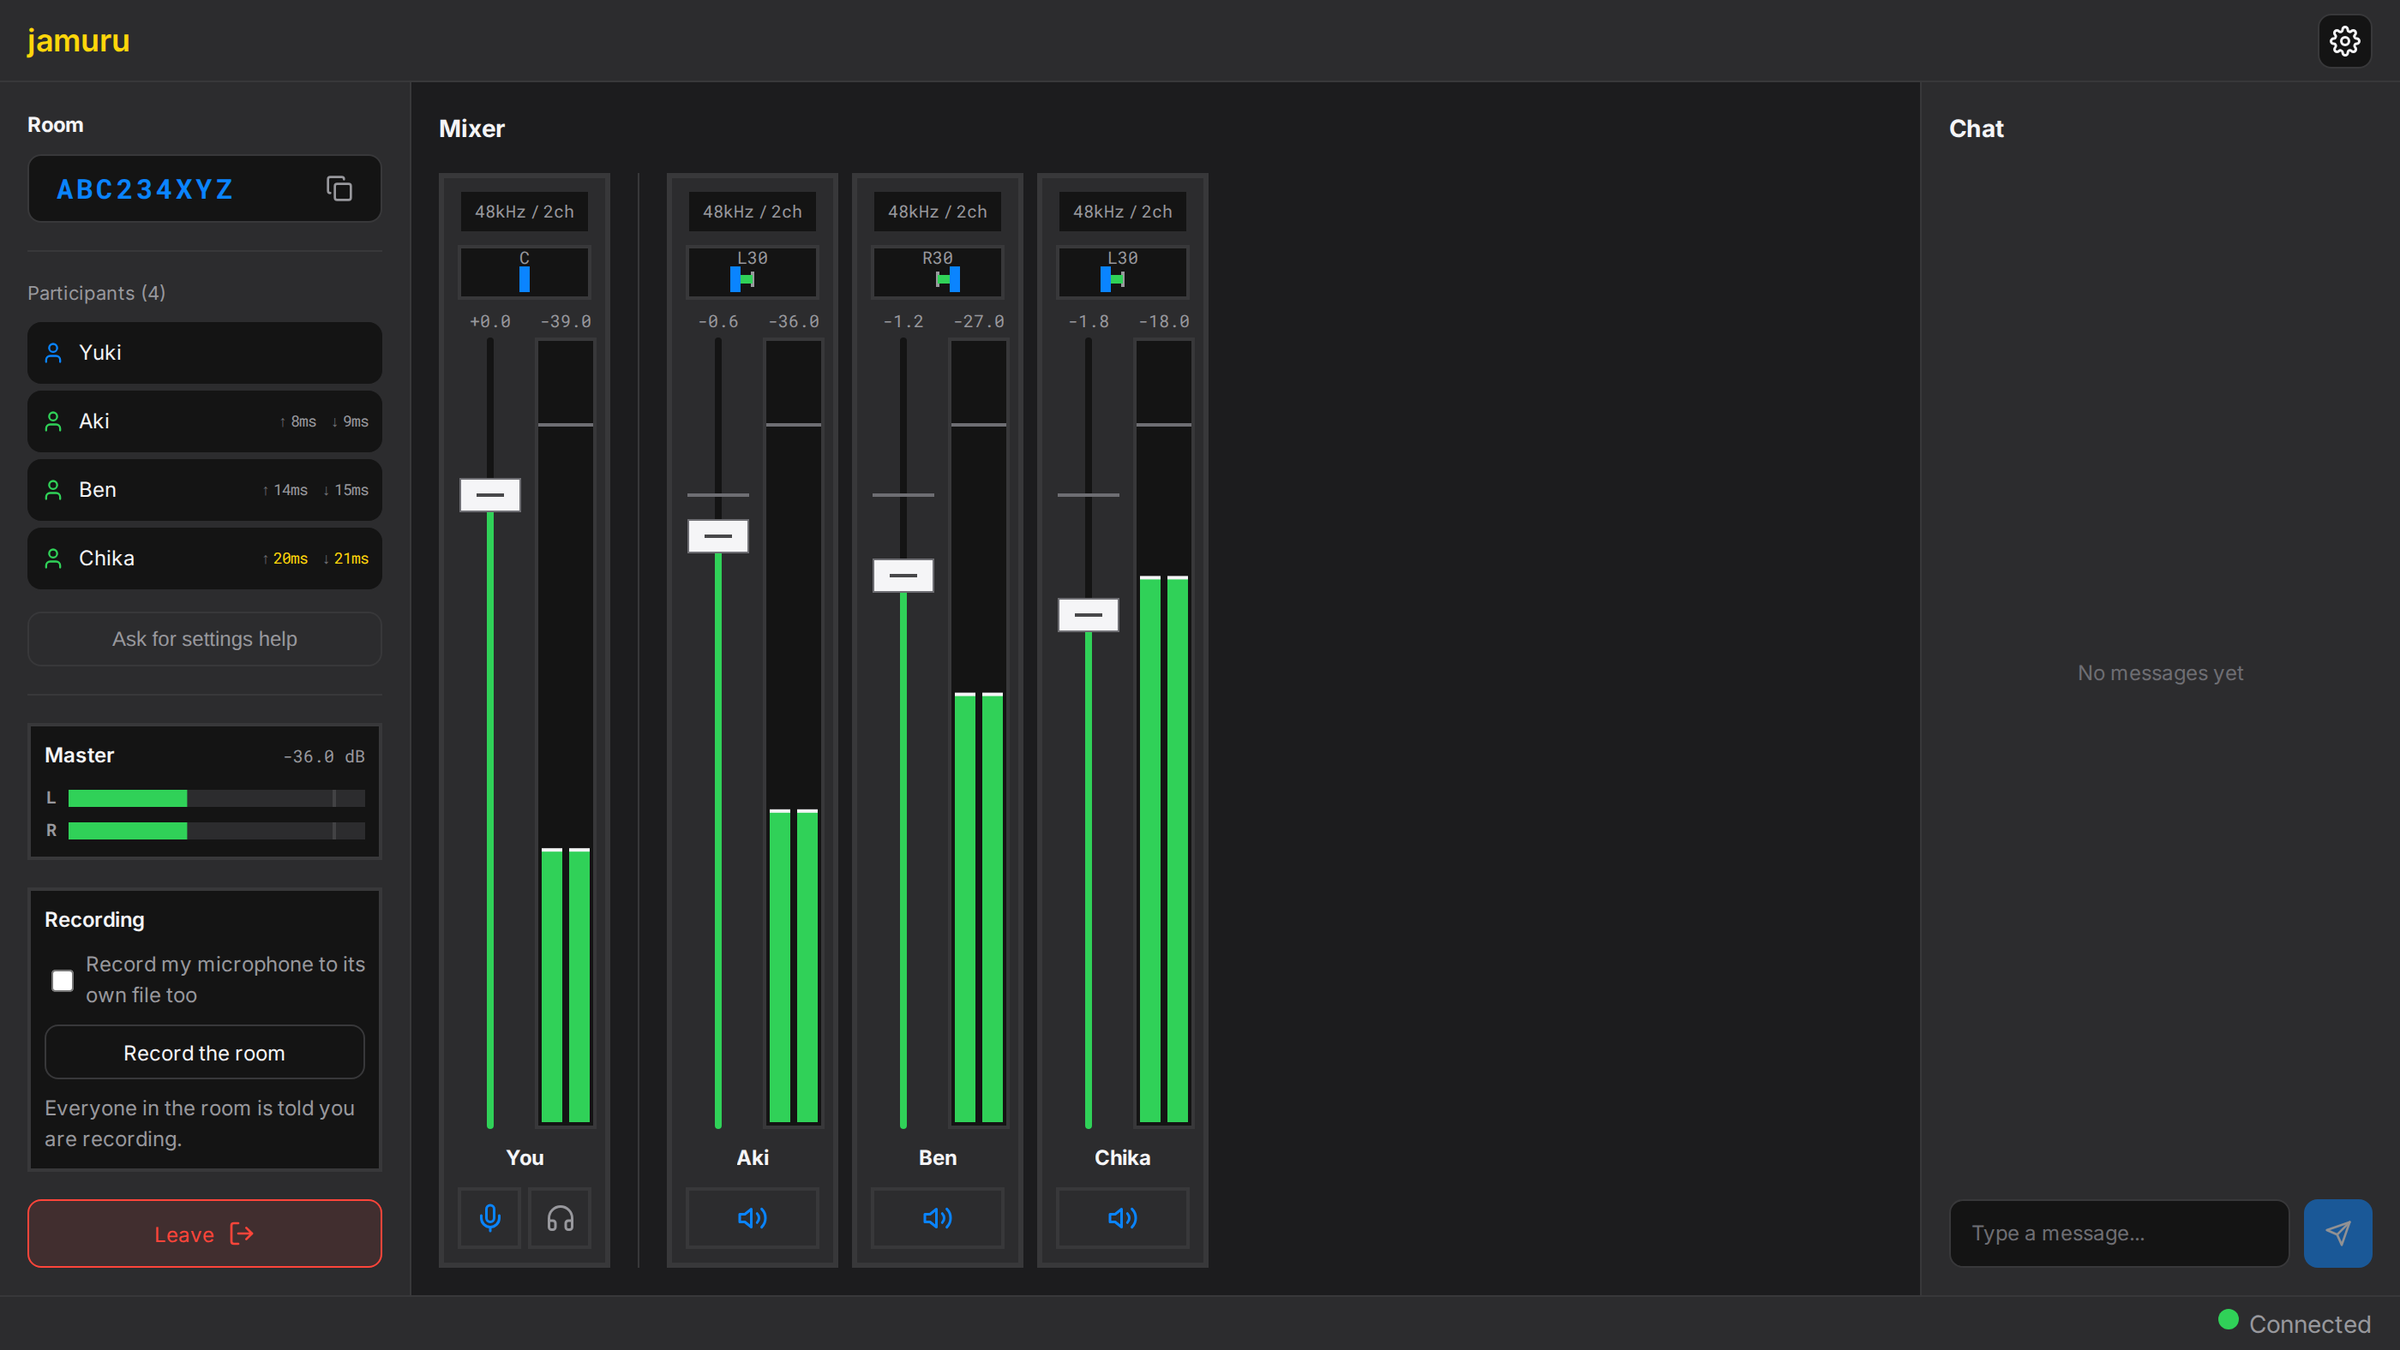 jamuru
Room
ABC234XYZ
Participants (4)
Yuki
Aki ↑ 8ms ↓ 9ms
Ben ↑ 14ms ↓ 15ms
Chika ↑ 20ms ↓ 21ms
Ask for settings help
Master -36.0 dB
L
R
Recording
Record my microphone to its
own file too
Record the room
Everyone in the room is told you
are recording.
Leave
Mixer
48kHz / 2ch
C
+0.0 -39.0
You
48kHz / 2ch
L30
-0.6 -36.0
Aki
48kHz / 2ch
R30
-1.2 -27.0
Ben
48kHz / 2ch
L30
-1.8 -18.0
Chika
Chat
No messages yet
Type a message...
Connected